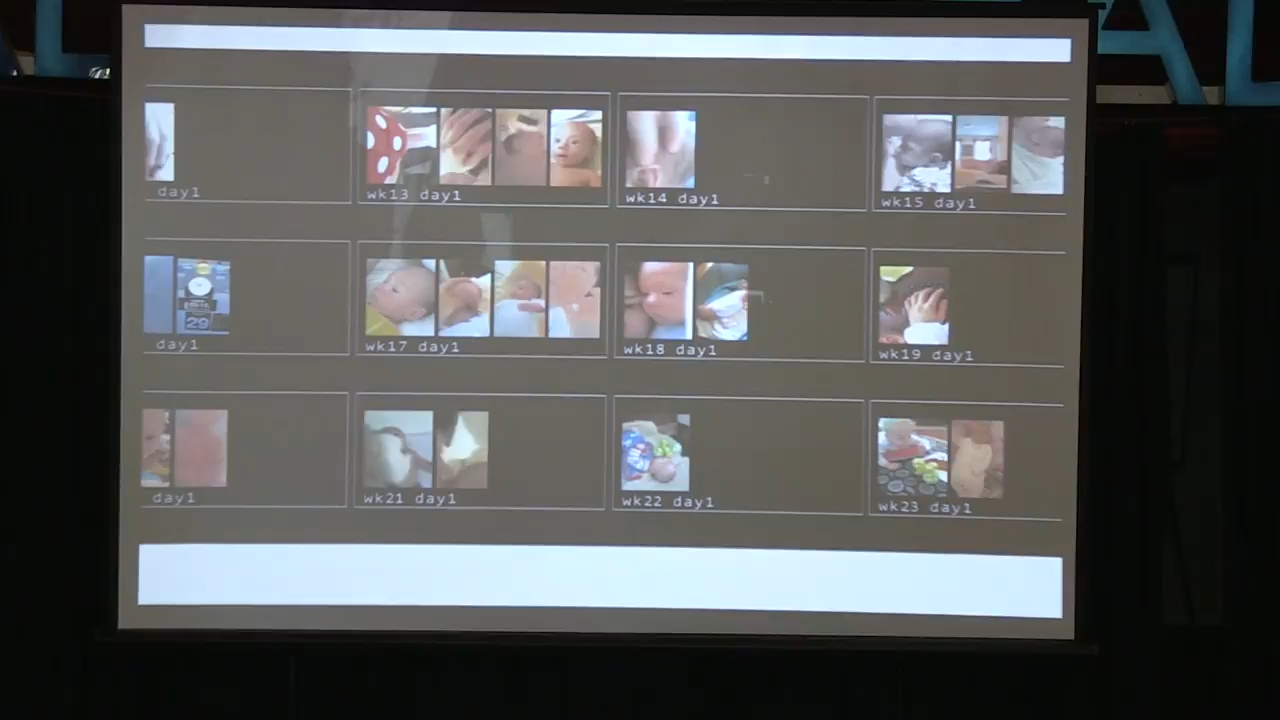 AL
day1
wk13 day1
wk14 day1
wk15 day1
day1
29
wk17 day1
wk18 day1
wk19 day1
day1
wk21 day1
wk22 day1
wk23 day1